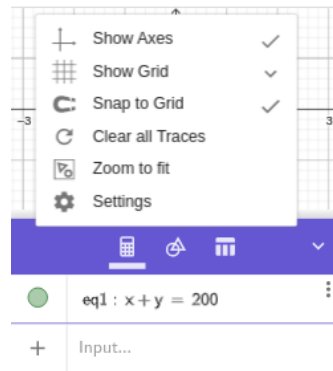 Show Axes
Show Grid
Snap to Grid
Clear all Traces
Zoom to fit
Settings
−3
3
eq1 : x + y = 200
+ Input...